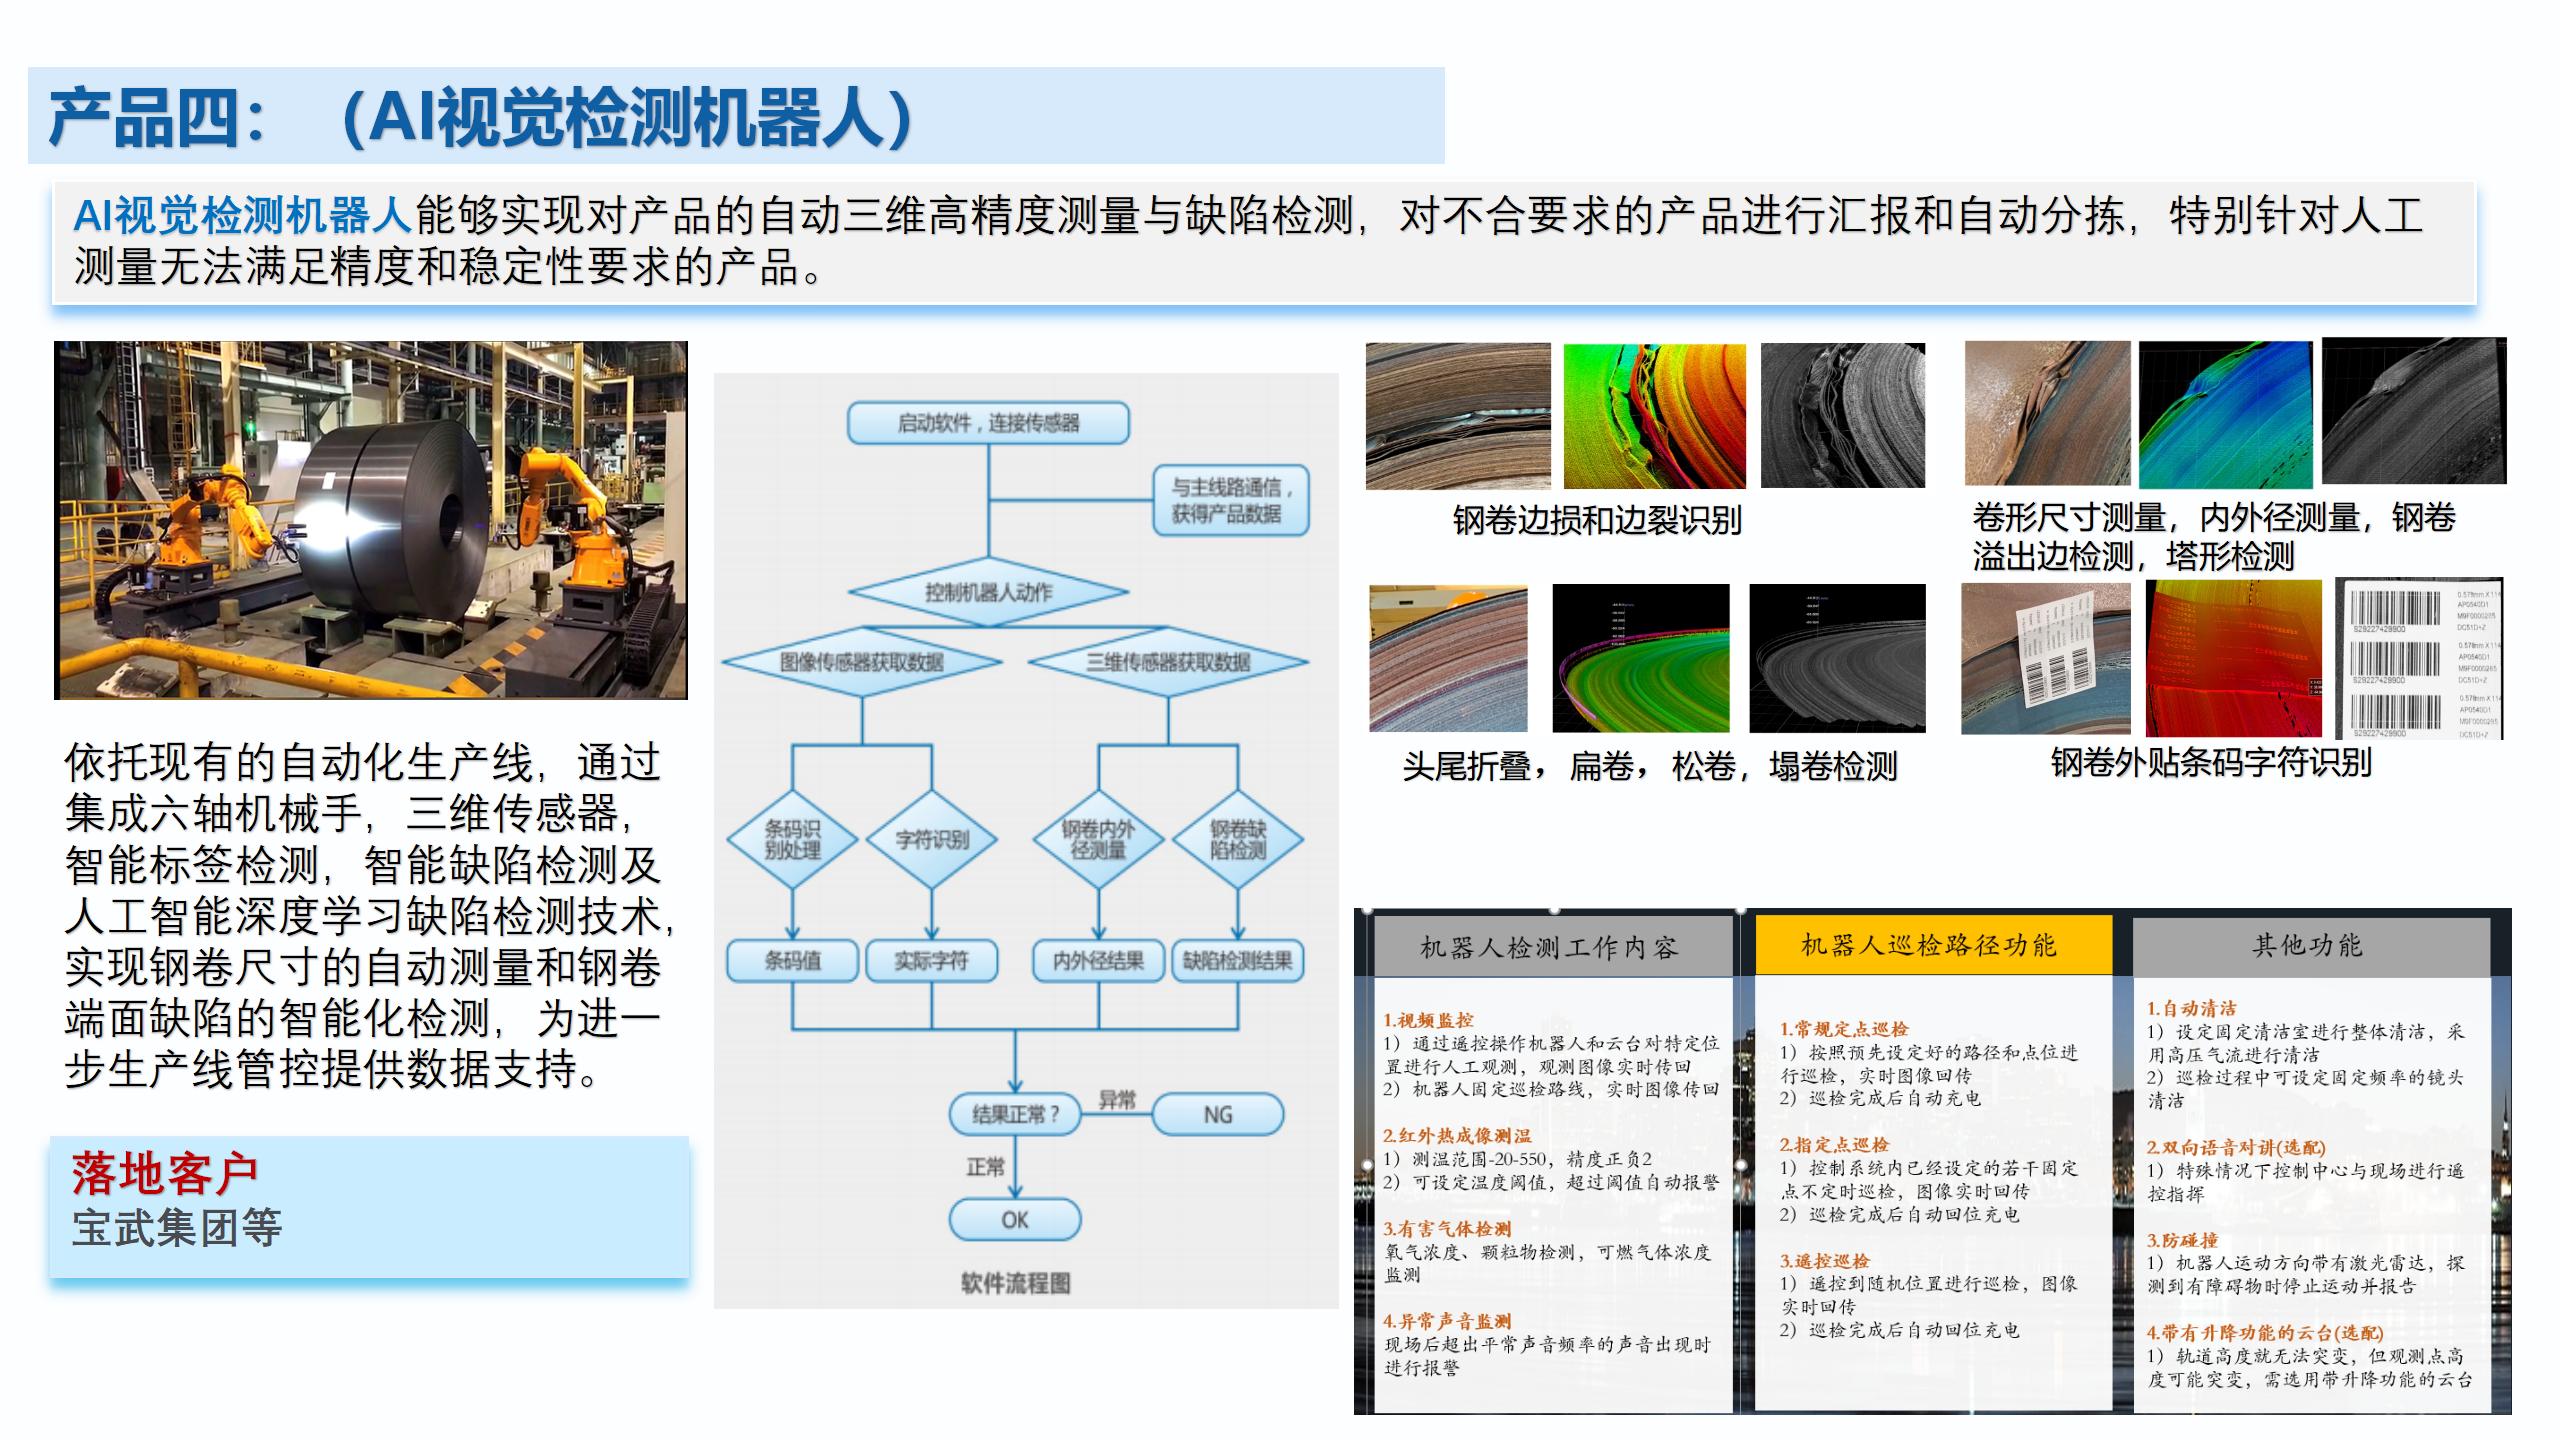 产品四：（AI视觉检测机器人）
AI视觉检测机器人能够实现对产品的自动三维高精度测量与缺陷检测，对不合要求的产品进行汇报和自动分拣，特别针对人工
测量无法满足精度和稳定性要求的产品。
依托现有的自动化生产线，通过
集成六轴机械手，三维传感器，
智能标签检测，智能缺陷检测及
人工智能深度学习缺陷检测技术，
实现钢卷尺寸的自动测量和钢卷
端面缺陷的智能化检测，为进一
步生产线管控提供数据支持。
落地客户
宝武集团等
启动软件，连接传感器
与主线路通信，
获得产品数据
控制机器人动作
图像传感器获取数据
三维传感器获取数据
条码识
别处理
字符识别
钢卷内外
径测量
钢卷缺
陷检测
条码值
实际字符
内外径结果
缺陷检测结果
结果正常？
异常
NG
正常
OK
软件流程图
钢卷边损和边裂识别
卷形尺寸测量，内外径测量，钢卷
溢出边检测，塔形检测
头尾折叠，扁卷，松卷，塌卷检测
S29227429900
AP0540D1
DC51D+Z
S29227429900
AP0540D1
DC51D+Z
S29227429900
AP0540D1
DC51D+Z
钢卷外贴条码字符识别
机器人检测工作内容
1.视频监控
1）通过遥控操作机器人和云台对特定位
置进行人工观测，观测图像实时传回
2）机器人固定巡检路线，实时图像传回
2.红外热成像测温
1）测温范围-20-550，精度正负2
2）可设定温度阈值，超过阈值自动报警
3.有害气体检测
氧气浓度、颗粒物检测，可燃气体浓度
监测
4.异常声音监测
现场后超出平常声音频率的声音出现时
进行报警
机器人巡检路径功能
1.常规定点巡检
1）按照预先设定好的路径和点位进
行巡检，实时图像回传
2）巡检完成后自动充电
2.指定点巡检
1）控制系统内已经设定的若干固定
点不定时巡检，图像实时回传
2）巡检完成后自动回位充电
3.遥控巡检
1）遥控到随机位置进行巡检，图像
实时回传
2）巡检完成后自动回位充电
其他功能
1.自动清洁
1）设定固定清洁室进行整体清洁，采
用高压气流进行清洁
2）巡检过程中可设定固定频率的镜头
清洁
2.双向语音对讲(选配)
1）特殊情况下控制中心与现场进行遥
控指挥
3.防碰撞
1）机器人运动方向带有激光雷达，探
测到有障碍物时停止运动并报告
4.带有升降功能的云台(选配)
1）轨道高度就无法突变，但观测点高
度可能突变，需选用带升降功能的云台